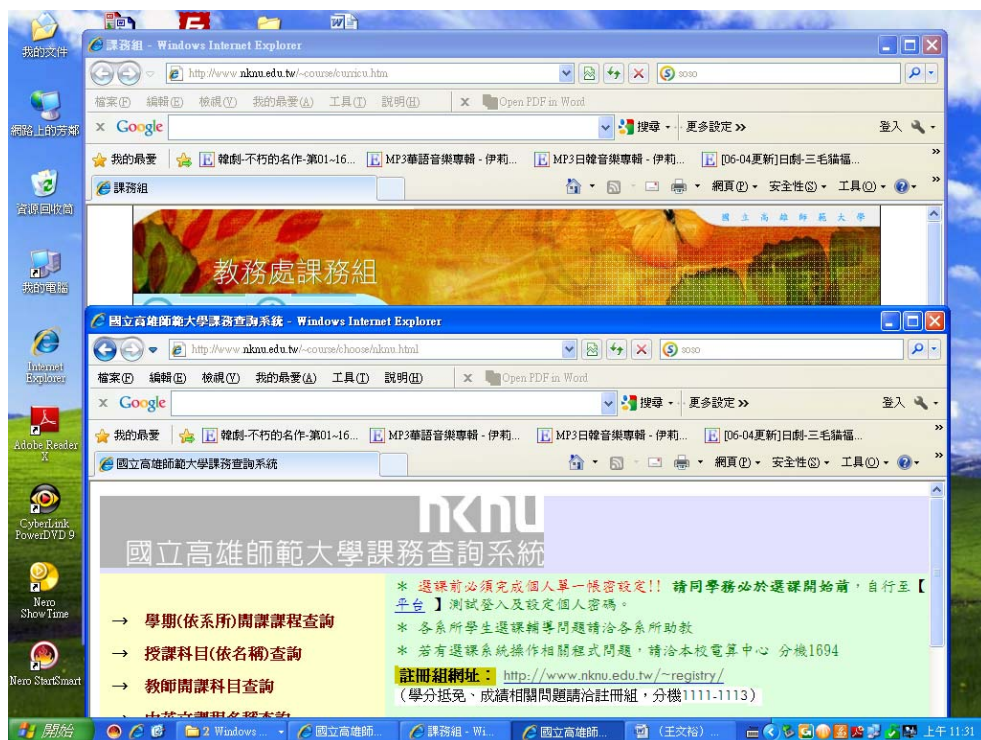 我的文件
網路上的芳鄰
資源回收筒
我的電腦
Internet Explorer
Adobe Reader X
CyberLink PowerDVD 9
Nero ShowTime
Nero StartSmart
課務組 - Windows Internet Explorer
http://www.nknu.edu.tw/~course/curricu.htm
soso
檔案(F) 編輯(E) 檢視(V) 我的最愛(A) 工具(T) 說明(H) x Open PDF in Word
x Google 搜尋 更多設定 >> 登入
我的最愛 韓劇-不朽的名作-第01~16... MP3華語音樂專輯 - 伊莉... MP3日韓音樂專輯 - 伊莉... [06-04更新]日劇-三毛貓福...
課務組 網頁(P) 安全性(S) 工具(O)
國立高雄師範大學
教務處課務組
國立高雄師範大學課務查詢系統 - Windows Internet Explorer
http://www.nknu.edu.tw/~course/choose/nknu.html
soso
檔案(F) 編輯(E) 檢視(V) 我的最愛(A) 工具(T) 說明(H) x Open PDF in Word
x Google 搜尋 更多設定 >> 登入
我的最愛 韓劇-不朽的名作-第01~16... MP3華語音樂專輯 - 伊莉... MP3日韓音樂專輯 - 伊莉... [06-04更新]日劇-三毛貓福...
國立高雄師範大學課務查詢系統 網頁(P) 安全性(S) 工具(O)
nknu
國立高雄師範大學課務查詢系統
→ 學期(依系所)開課課程查詢
→ 授課科目(依名稱)查詢
→ 教師開課科目查詢
→ 中英文課程名稱查詢
* 選課前必須完成個人單一帳密設定!! 請同學務必於選課開始前，自行至【
平台 】測試登入及設定個人密碼。
* 各系所學生選課輔導問題請洽各系所助教
* 若有選課系統操作相關程式問題，請洽本校電算中心 分機1694
註冊組網址： http://www.nknu.edu.tw/~registry/
（學分抵免、成績相關問題請洽註冊組，分機1111-1113）
開始 2 Windows ... 國立高雄師... 課務組 - Wi... 國立高雄師... (王文裕) ... 上午 11:31